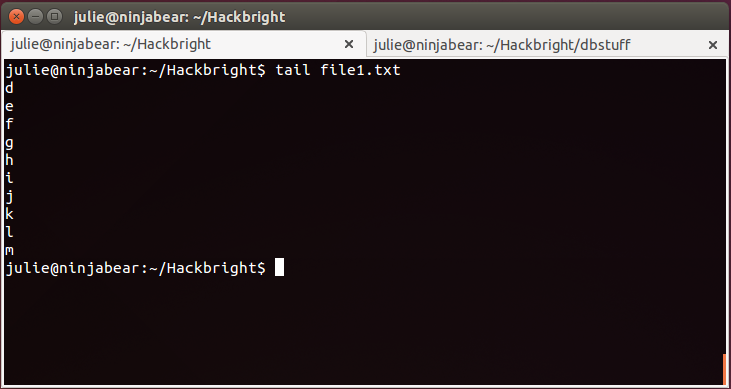 julie@ninjabear: ~/Hackbright
julie@ninjabear: ~/Hackbright × julie@ninjabear: ~/Hackbright/dbstuff ×
julie@ninjabear:~/Hackbright$ tail file1.txt
d
e
f
g
h
i
j
k
l
m
julie@ninjabear:~/Hackbright$